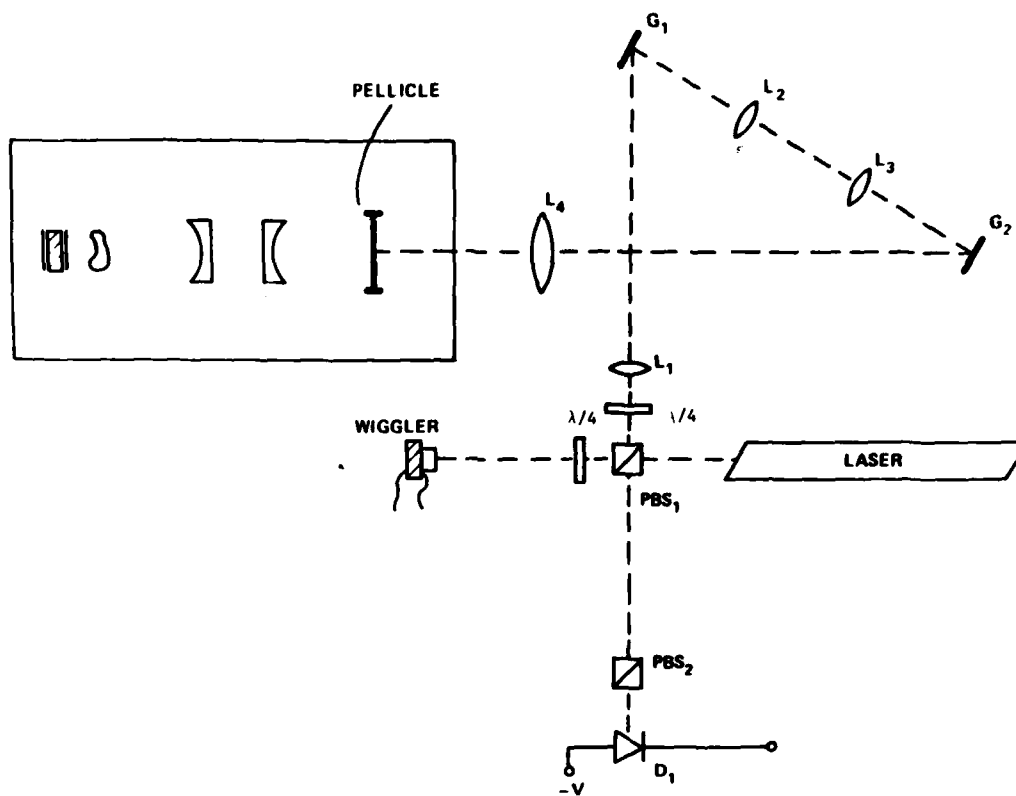 G₁
PELLICLE
L₂
L₃
L₄
G₂
L₁
λ/4
λ/4
WIGGLER
LASER
PBS₁
PBS₂
D₁
-V